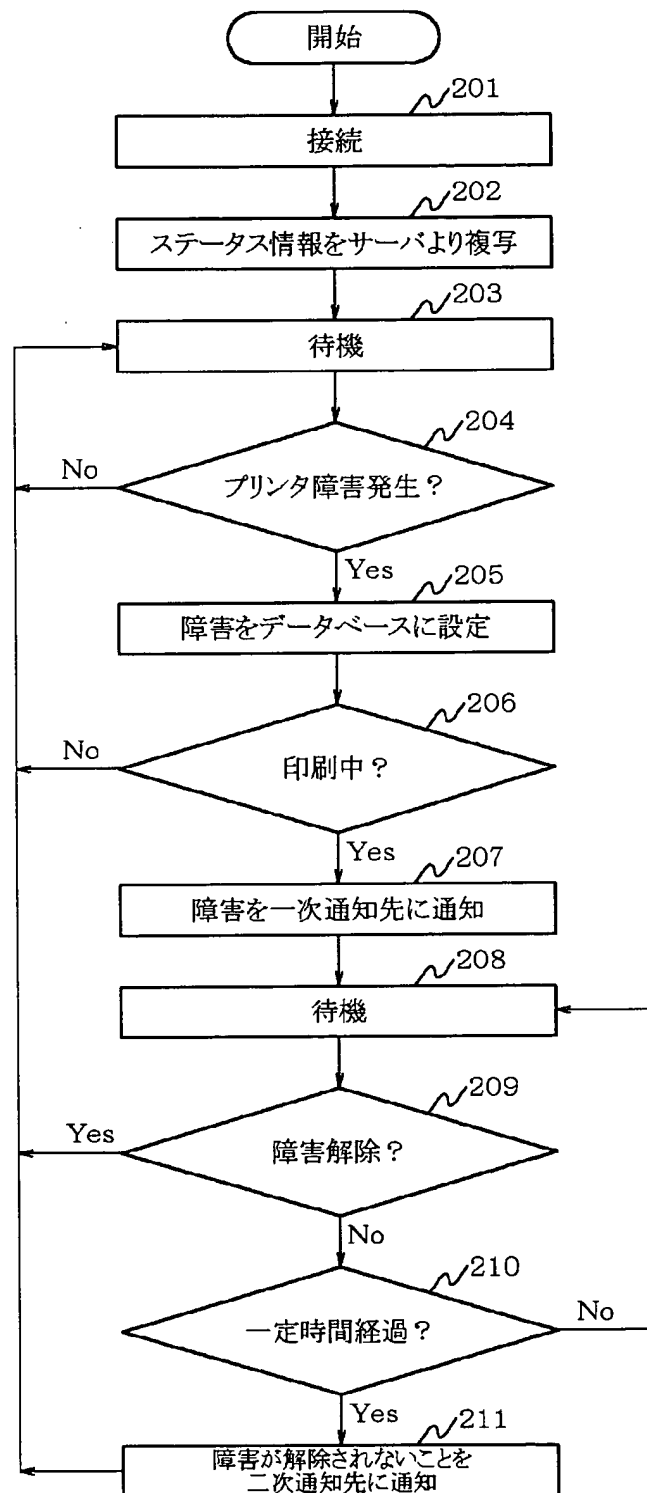 開始
201
接続
202
ステータス情報をサーバより複写
203
待機
204
プリンタ障害発生？
No
Yes
205
障害をデータベースに設定
206
印刷中？
No
Yes
207
障害を一次通知先に通知
208
待機
209
障害解除？
Yes
No
210
一定時間経過？
No
Yes
211
障害が解除されないことを
二次通知先に通知